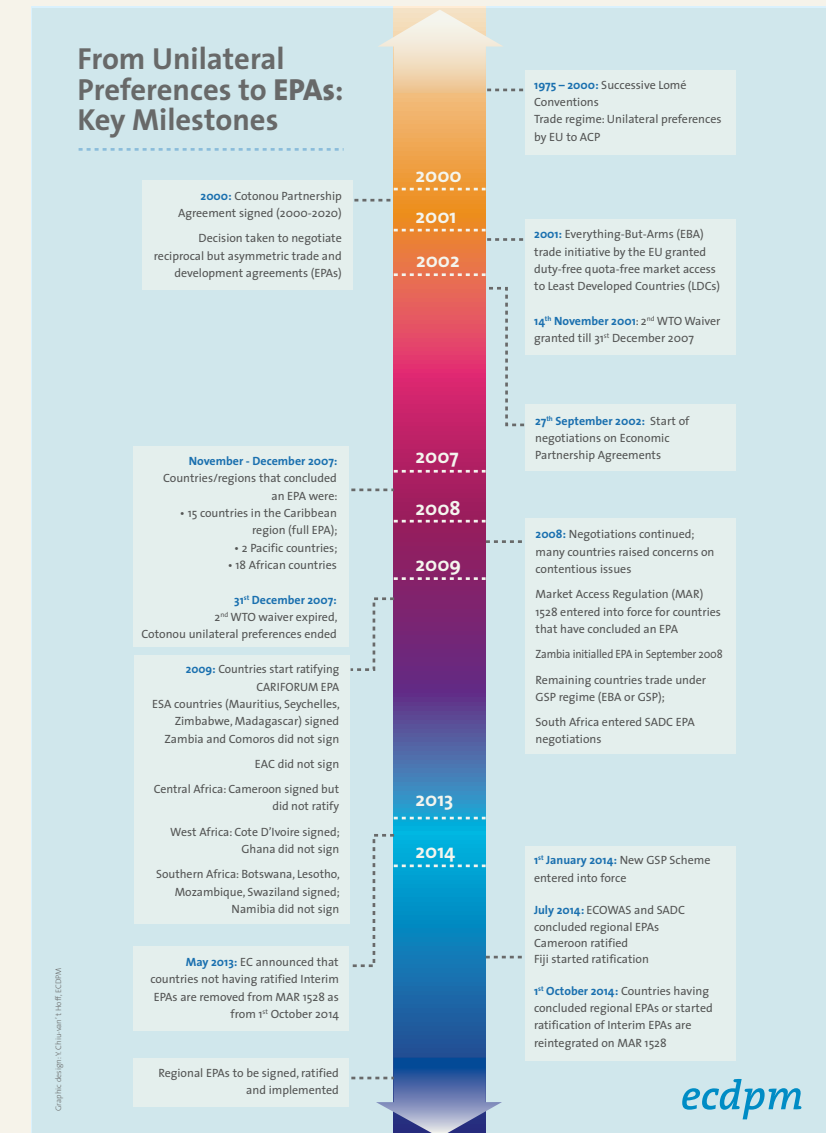 From Unilateral
Preferences to EPAs:
Key Milestones
1975 – 2000: Successive Lomé
Conventions
Trade regime: Unilateral preferences
by EU to ACP
2000
2000: Cotonou Partnership
Agreement signed (2000-2020)
Decision taken to negotiate
reciprocal but asymmetric trade and
development agreements (EPAs)
2001
2001: Everything-But-Arms (EBA)
trade initiative by the EU granted
duty-free quota-free market access
to Least Developed Countries (LDCs)
14th November 2001: 2nd WTO Waiver
granted till 31st December 2007
2002
27th September 2002: Start of
negotiations on Economic
Partnership Agreements
2007
November - December 2007:
Countries/regions that concluded
an EPA were:
• 15 countries in the Caribbean
region (full EPA);
• 2 Pacific countries;
• 18 African countries
31st December 2007:
2nd WTO waiver expired,
Cotonou unilateral preferences ended
2008
2008: Negotiations continued;
many countries raised concerns on
contentious issues
Market Access Regulation (MAR)
1528 entered into force for countries
that have concluded an EPA
Zambia initialled EPA in September 2008
Remaining countries trade under
GSP regime (EBA or GSP);
South Africa entered SADC EPA
negotiations
2009
2009: Countries start ratifying
CARIFORUM EPA
ESA countries (Mauritius, Seychelles,
Zimbabwe, Madagascar) signed
Zambia and Comoros did not sign
EAC did not sign
Central Africa: Cameroon signed but
did not ratify
West Africa: Cote D'Ivoire signed;
Ghana did not sign
Southern Africa: Botswana, Lesotho,
Mozambique, Swaziland signed;
Namibia did not sign
2013
May 2013: EC announced that
countries not having ratified Interim
EPAs are removed from MAR 1528 as
from 1st October 2014
2014
1st January 2014: New GSP Scheme
entered into force
July 2014: ECOWAS and SADC
concluded regional EPAs
Cameroon ratified
Fiji started ratification
1st October 2014: Countries having
concluded regional EPAs or started
ratification of Interim EPAs are
reintegrated on MAR 1528
Regional EPAs to be signed, ratified
and implemented
Graphic design: Y. Chiu-van't Hoff, ECDPM
ecdpm